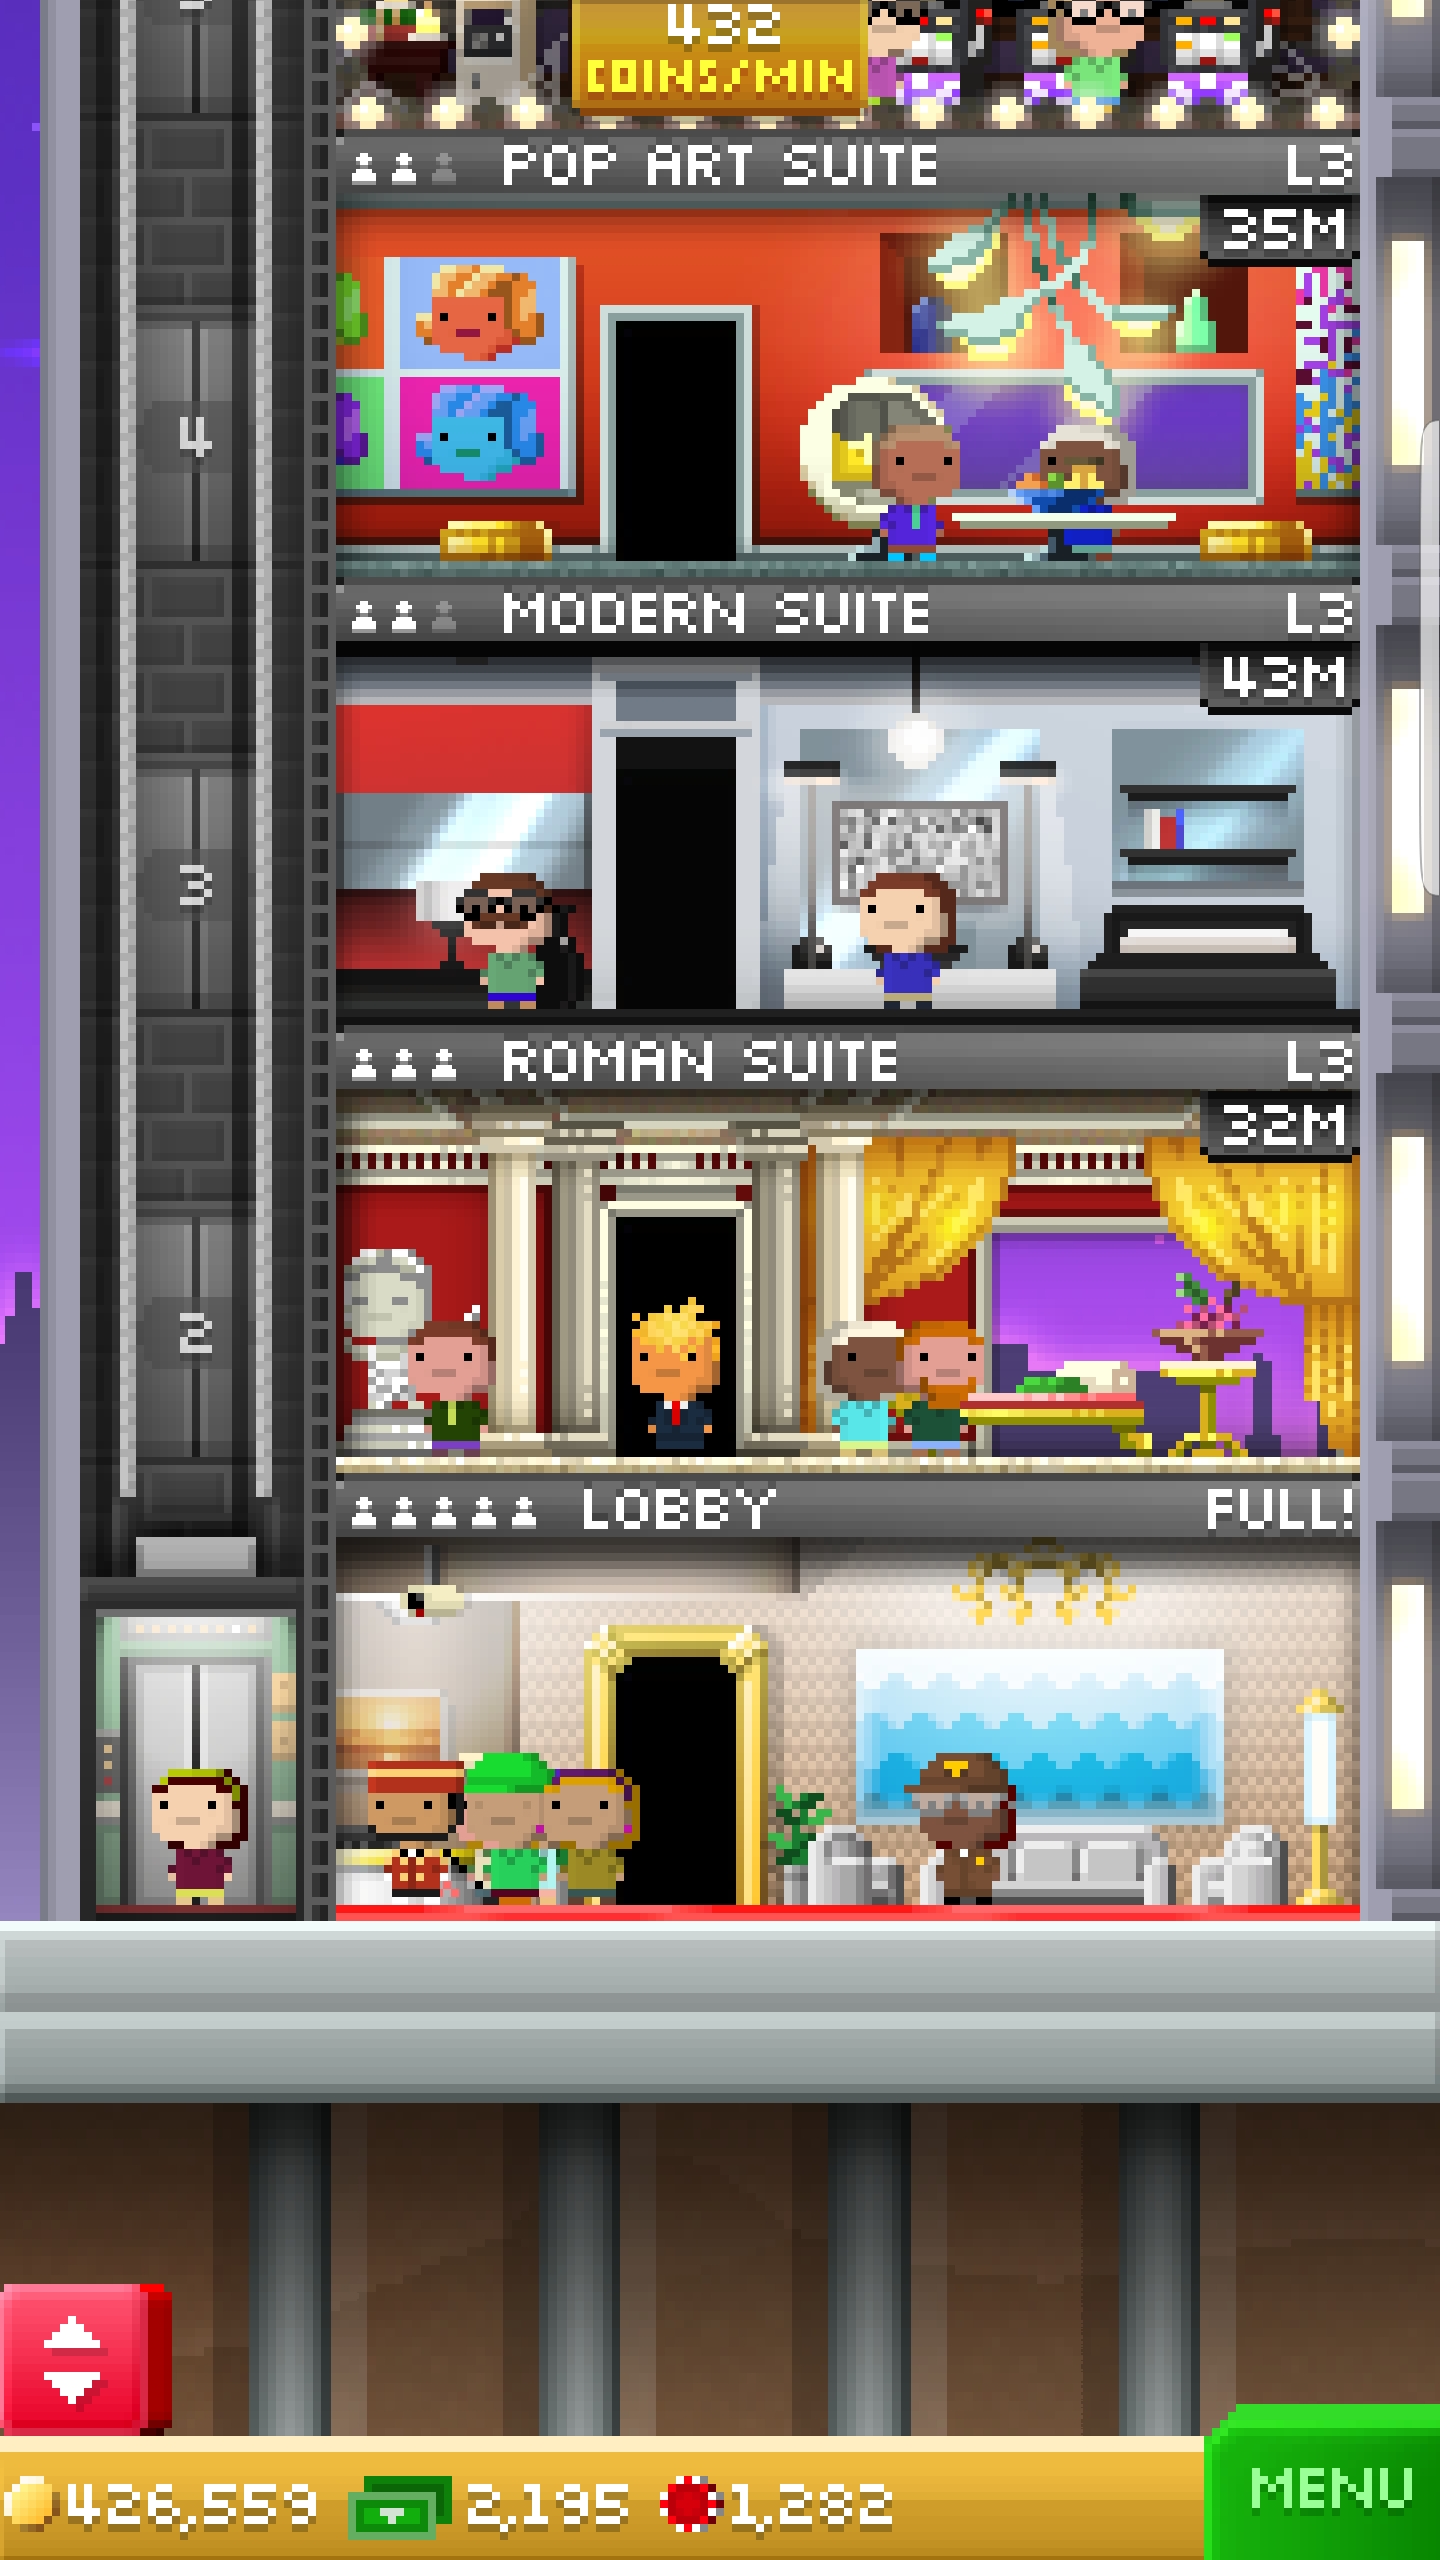 432
COINS/MIN
POP ART SUITE L3
35M
4
MODERN SUITE L3
43M
3
ROMAN SUITE L3
32M
2
LOBBY FULL!
426,559 2,195 1,282 MENU